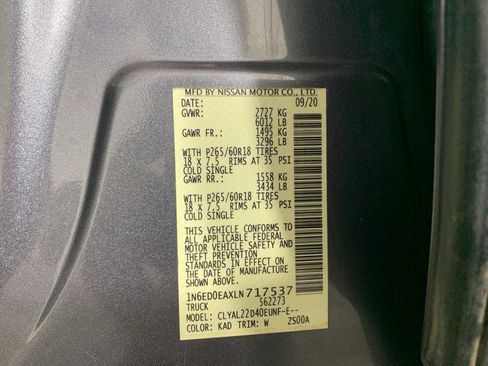 MFD BY NISSAN MOTOR CO., LTD.
DATE: 09/20
GVWR: 2727 KG
6012 LB
GAWR FR.: 1495 KG
3296 LB
WITH P265/60R18 TIRES
18 X 7.5 RIMS AT 35 PSI
COLD SINGLE
GAWR RR.: 1558 KG
3434 LB
WITH P265/60R18 TIRES
18 X 7.5 RIMS AT 35 PSI
COLD SINGLE
THIS VEHICLE CONFORMS TO
ALL APPLICABLE FEDERAL
MOTOR VEHICLE SAFETY AND
THEFT PREVENTION
STANDARDS IN EFFECT ON
THE DATE OF MANUFACTURE
SHOWN ABOVE.
1N6ED0EAXLN717537
TRUCK 562273
MODEL: CLYAL22D40EUNF-E--
COLOR: KAD TRIM: W ZS00A